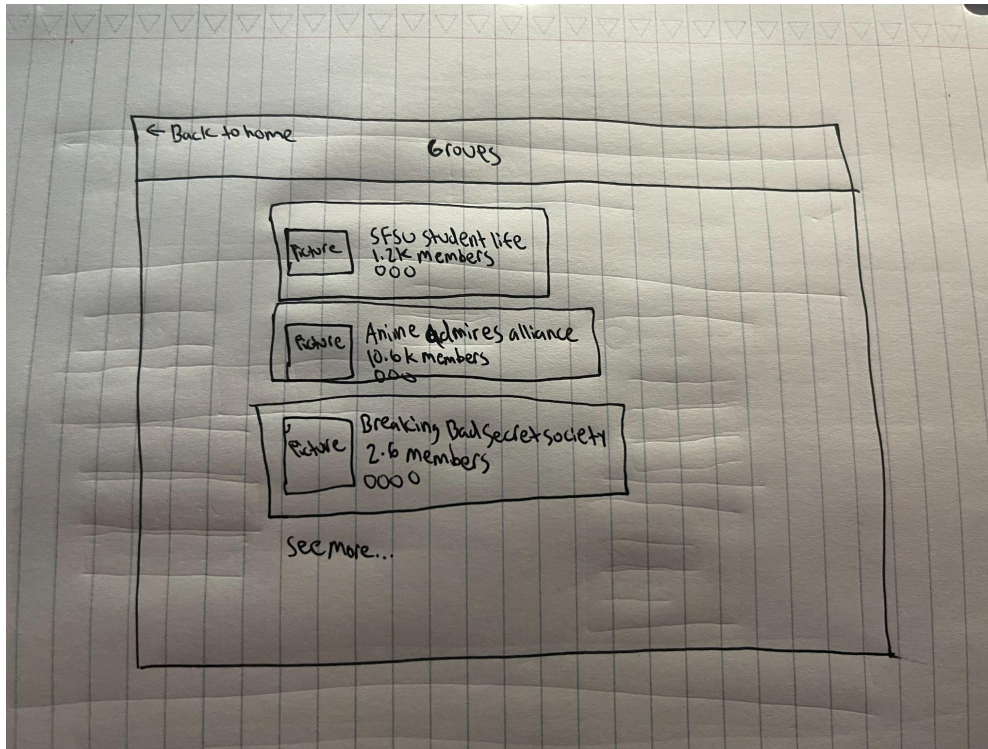 ← Back to home
Groups
Picture
SFSU student life
1.2K members
Picture
Anime Admires alliance
10.6k members
Picture
Breaking Bad secret society
2.6 members
see more...